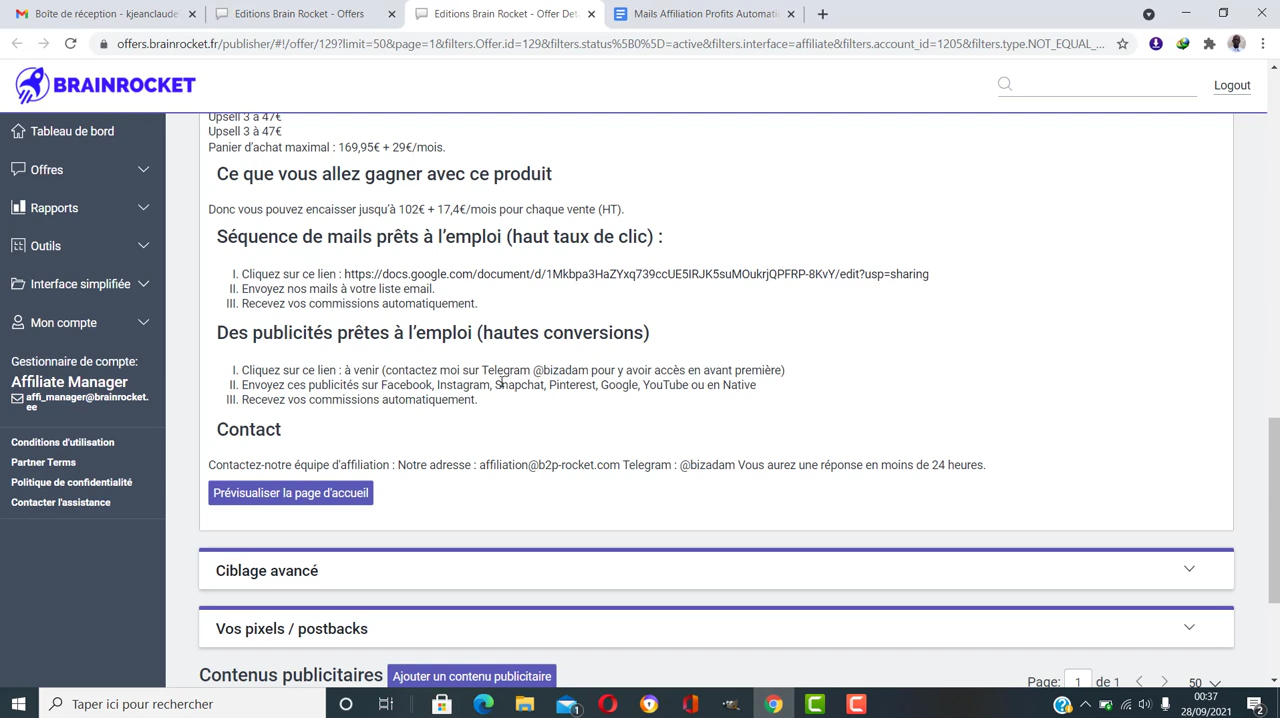 Boîte de réception - kjeanclaude
Editions Brain Rocket - Offers
Editions Brain Rocket - Offer Det
Mails Affiliation Profits Automati
offers.brainrocket.fr/publisher/#!/offer/129?limit=50&page=1&filters.Offer.id=129&filters.status%5B0%5D=active&filters.interface=affiliate&filters.account_id=1205&filters.type.NOT_EQUAL_...
BRAINROCKET
Logout
Tableau de bord
Offres
Rapports
Outils
Interface simplifiée
Mon compte
Gestionnaire de compte:
Affiliate Manager
affi_manager@brainrocket.
ee
Conditions d'utilisation
Partner Terms
Politique de confidentialité
Contacter l'assistance
Upsell 3 à 47€
Upsell 3 à 47€
Panier d'achat maximal : 169,95€ + 29€/mois.
Ce que vous allez gagner avec ce produit
Donc vous pouvez encaisser jusqu'à 102€ + 17,4€/mois pour chaque vente (HT).
Séquence de mails prêts à l'emploi (haut taux de clic) :
I. Cliquez sur ce lien : https://docs.google.com/document/d/1Mkbpa3HaZYxq739ccUE5IRJK5suMOukrjQPFRP-8KvY/edit?usp=sharing
II. Envoyez nos mails à votre liste email.
III. Recevez vos commissions automatiquement.
Des publicités prêtes à l'emploi (hautes conversions)
I. Cliquez sur ce lien : à venir (contactez moi sur Telegram @bizadam pour y avoir accès en avant première)
II. Envoyez ces publicités sur Facebook, Instagram, Snapchat, Pinterest, Google, YouTube ou en Native
III. Recevez vos commissions automatiquement.
Contact
Contactez-notre équipe d'affiliation : Notre adresse : affiliation@b2p-rocket.com Telegram : @bizadam Vous aurez une réponse en moins de 24 heures.
Prévisualiser la page d'accueil
Ciblage avancé
Vos pixels / postbacks
Contenus publicitaires
Ajouter un contenu publicitaire
Page: 1 de 1
50
Taper ici pour rechercher
1
00:37
28/09/2021
2